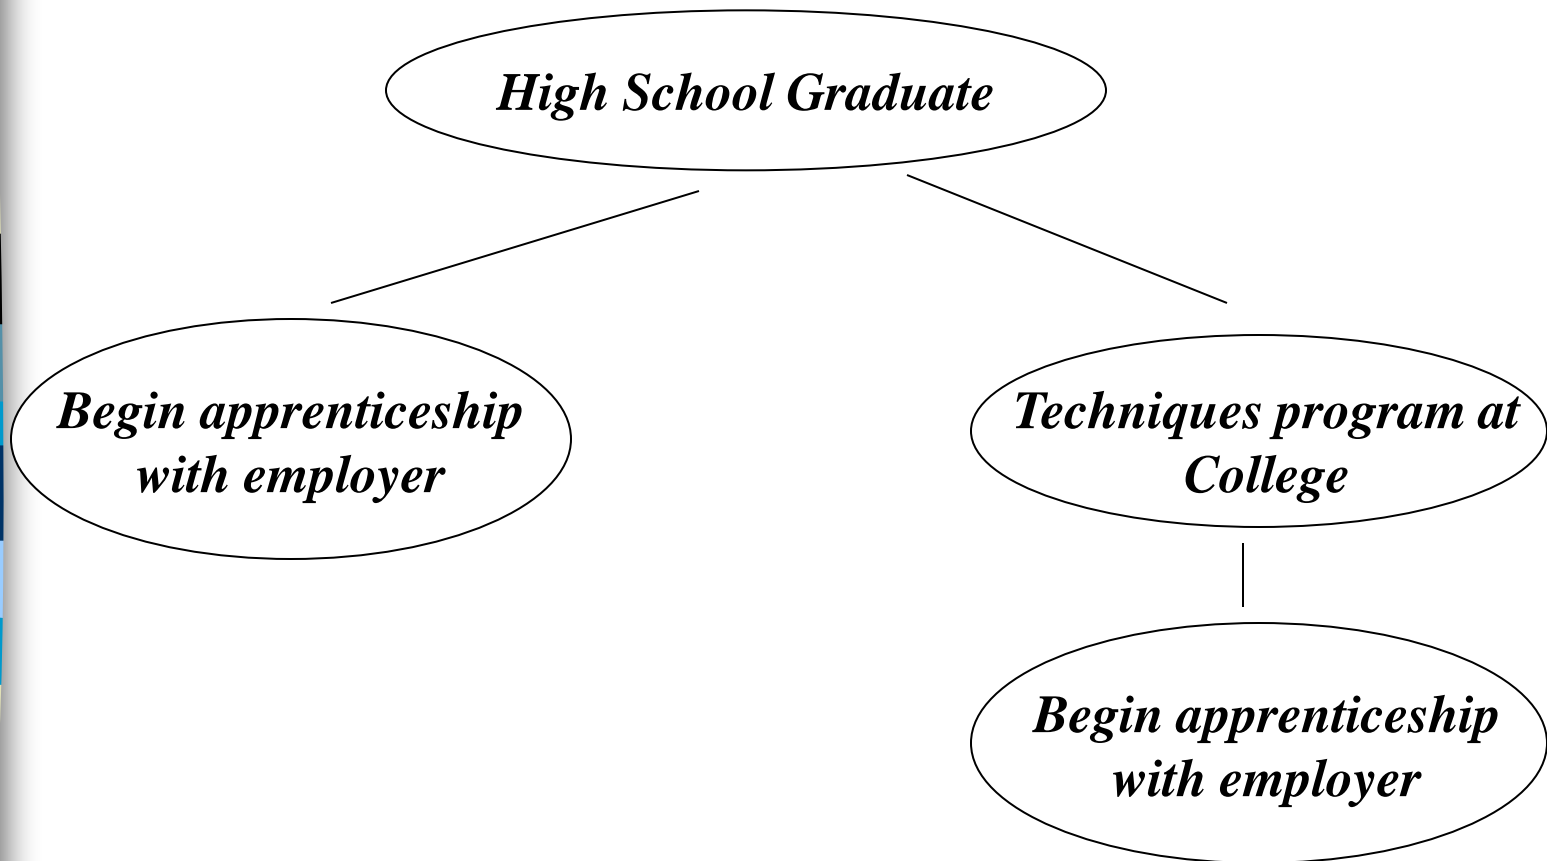 High School Graduate
Begin apprenticeship
with employer
Techniques program at
College
Begin apprenticeship
with employer